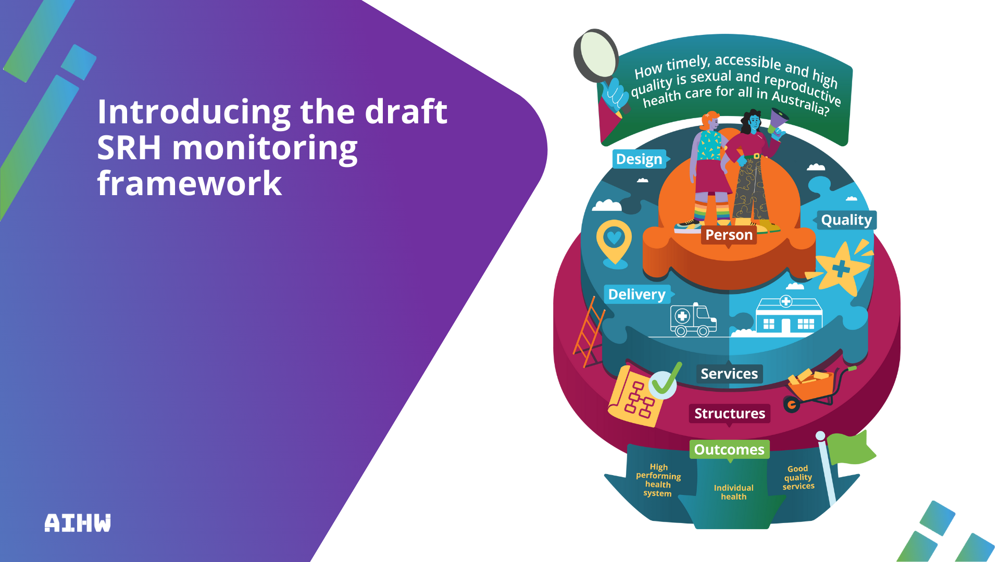 Introducing the draft
SRH monitoring
framework
AIHW
How timely, accessible and high
quality is sexual and reproductive
health care for all in Australia?
Design
Quality
Person
Delivery
Services
Structures
Outcomes
High
performing
health
system
Individual
health
Good
quality
services